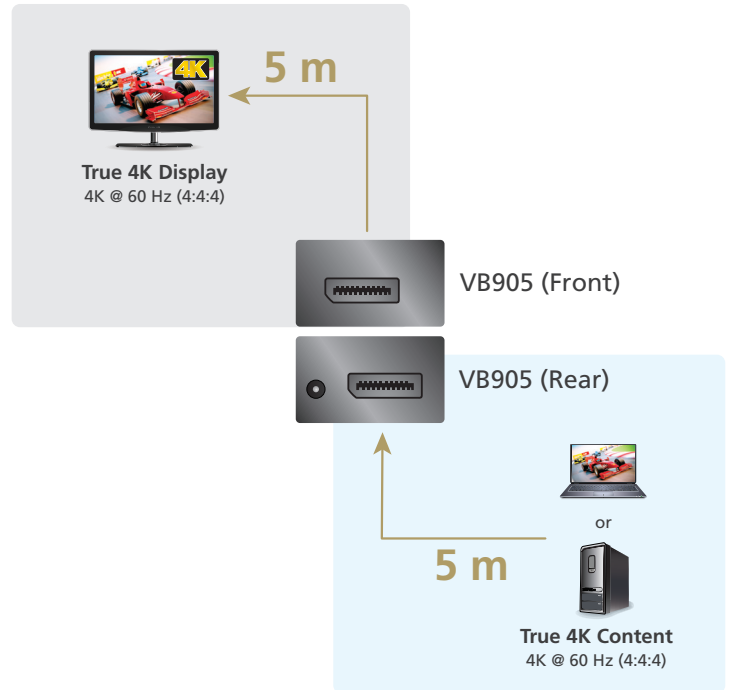 4K
5 m
True 4K Display
4K @ 60 Hz (4:4:4)
VB905 (Front)
VB905 (Rear)
or
5 m
True 4K Content
4K @ 60 Hz (4:4:4)